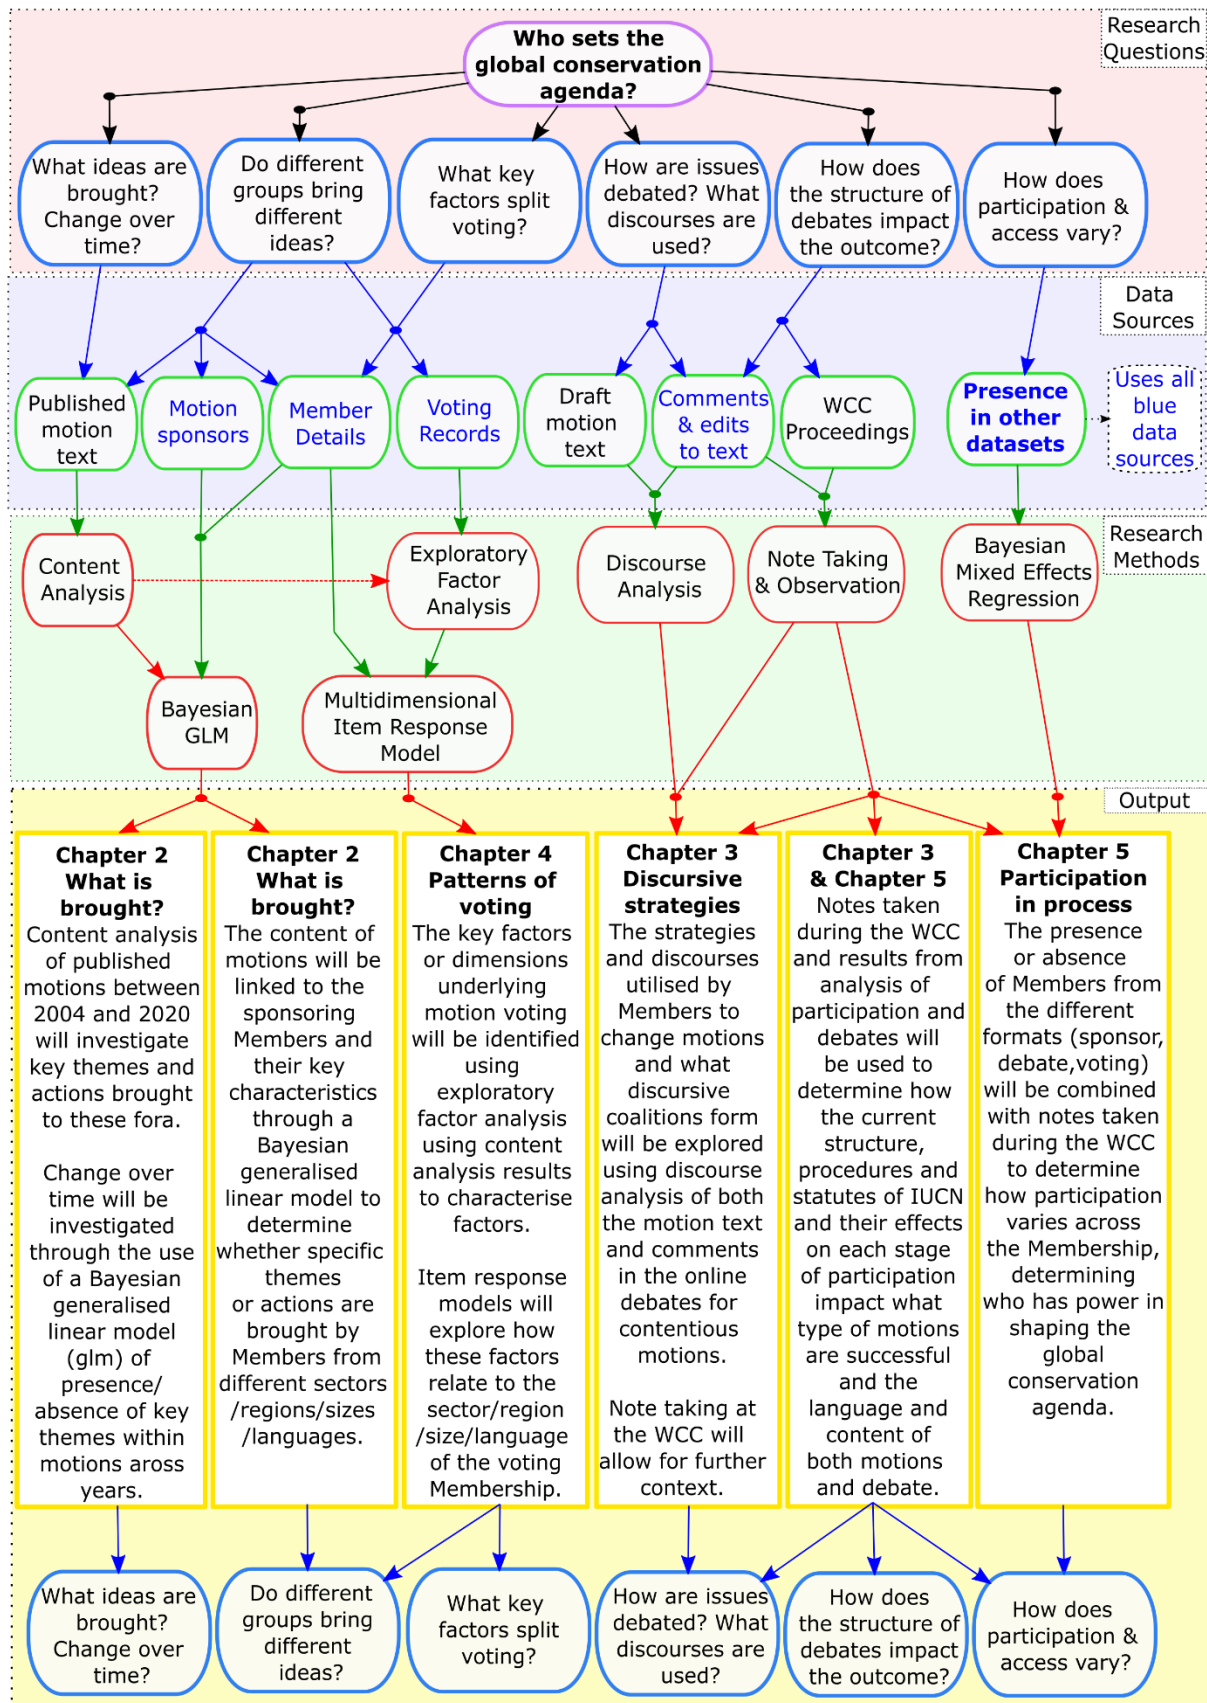 Research
Questions
Who sets the
global conservation
agenda?
What ideas are
brought?
Change over
time?
Do different
groups bring
different
ideas?
What key
factors split
voting?
How are issues
debated? What
discourses are
used?
How does
the structure of
debates impact
the outcome?
How does
participation &
access vary?
Data
Sources
Published
motion
text
Motion
sponsors
Member
Details
Voting
Records
Draft
motion
text
Comments
& edits
to text
WCC
Proceedings
Presence
in other
datasets
Uses all
blue
data
sources
Research
Methods
Content
Analysis
Exploratory
Factor
Analysis
Discourse
Analysis
Note Taking
& Observation
Bayesian
Mixed Effects
Regression
Bayesian
GLM
Multidimensional
Item Response
Model
Output
Chapter 2
What is
brought?
Content analysis
of published
motions between
2004 and 2020
will investigate
key themes and
actions brought
to these fora.
Change over
time will be
investigated
through the use
of a Bayesian
generalised
linear model
(glm) of
presence/
absence of key
themes within
motions aross
years.
Chapter 2
What is
brought?
The content of
motions will be
linked to the
sponsoring
Members and
their key
characteristics
through a
Bayesian
generalised
linear model to
determine
whether specific
themes
or actions are
brought by
Members from
different sectors
/regions/sizes
/languages.
Chapter 4
Patterns of
voting
The key factors
or dimensions
underlying
motion voting
will be identified
using
exploratory
factor analysis
using content
analysis results
to characterise
factors.
Item response
models will
explore how
these factors
relate to the
sector/region
/size/language
of the voting
Membership.
Chapter 3
Discursive
strategies
The strategies
and discourses
utilised by
Members to
change motions
and what
discursive
coalitions form
will be explored
using discourse
analysis of both
the motion text
and comments
in the online
debates for
contentious
motions.
Note taking at
the WCC will
allow for further
context.
Chapter 3
& Chapter 5
Notes taken
during the WCC
and results from
analysis of
participation and
debates will
be used to
determine how
the current
structure,
procedures and
statutes of IUCN
and their effects
on each stage
of participation
impact what
type of motions
are successful
and the
language and
content of
both motions
and debate.
Chapter 5
Participation
in process
The presence
or absence
of Members from
the different
formats (sponsor,
debate,voting)
will be combined
with notes taken
during the WCC
to determine
how participation
varies across
the Membership,
determining
who has power in
shaping the
global
conservation
agenda.
What ideas are
brought?
Change over
time?
Do different
groups bring
different
ideas?
What key
factors split
voting?
How are issues
debated? What
discourses are
used?
How does
the structure of
debates impact
the outcome?
How does
participation &
access vary?